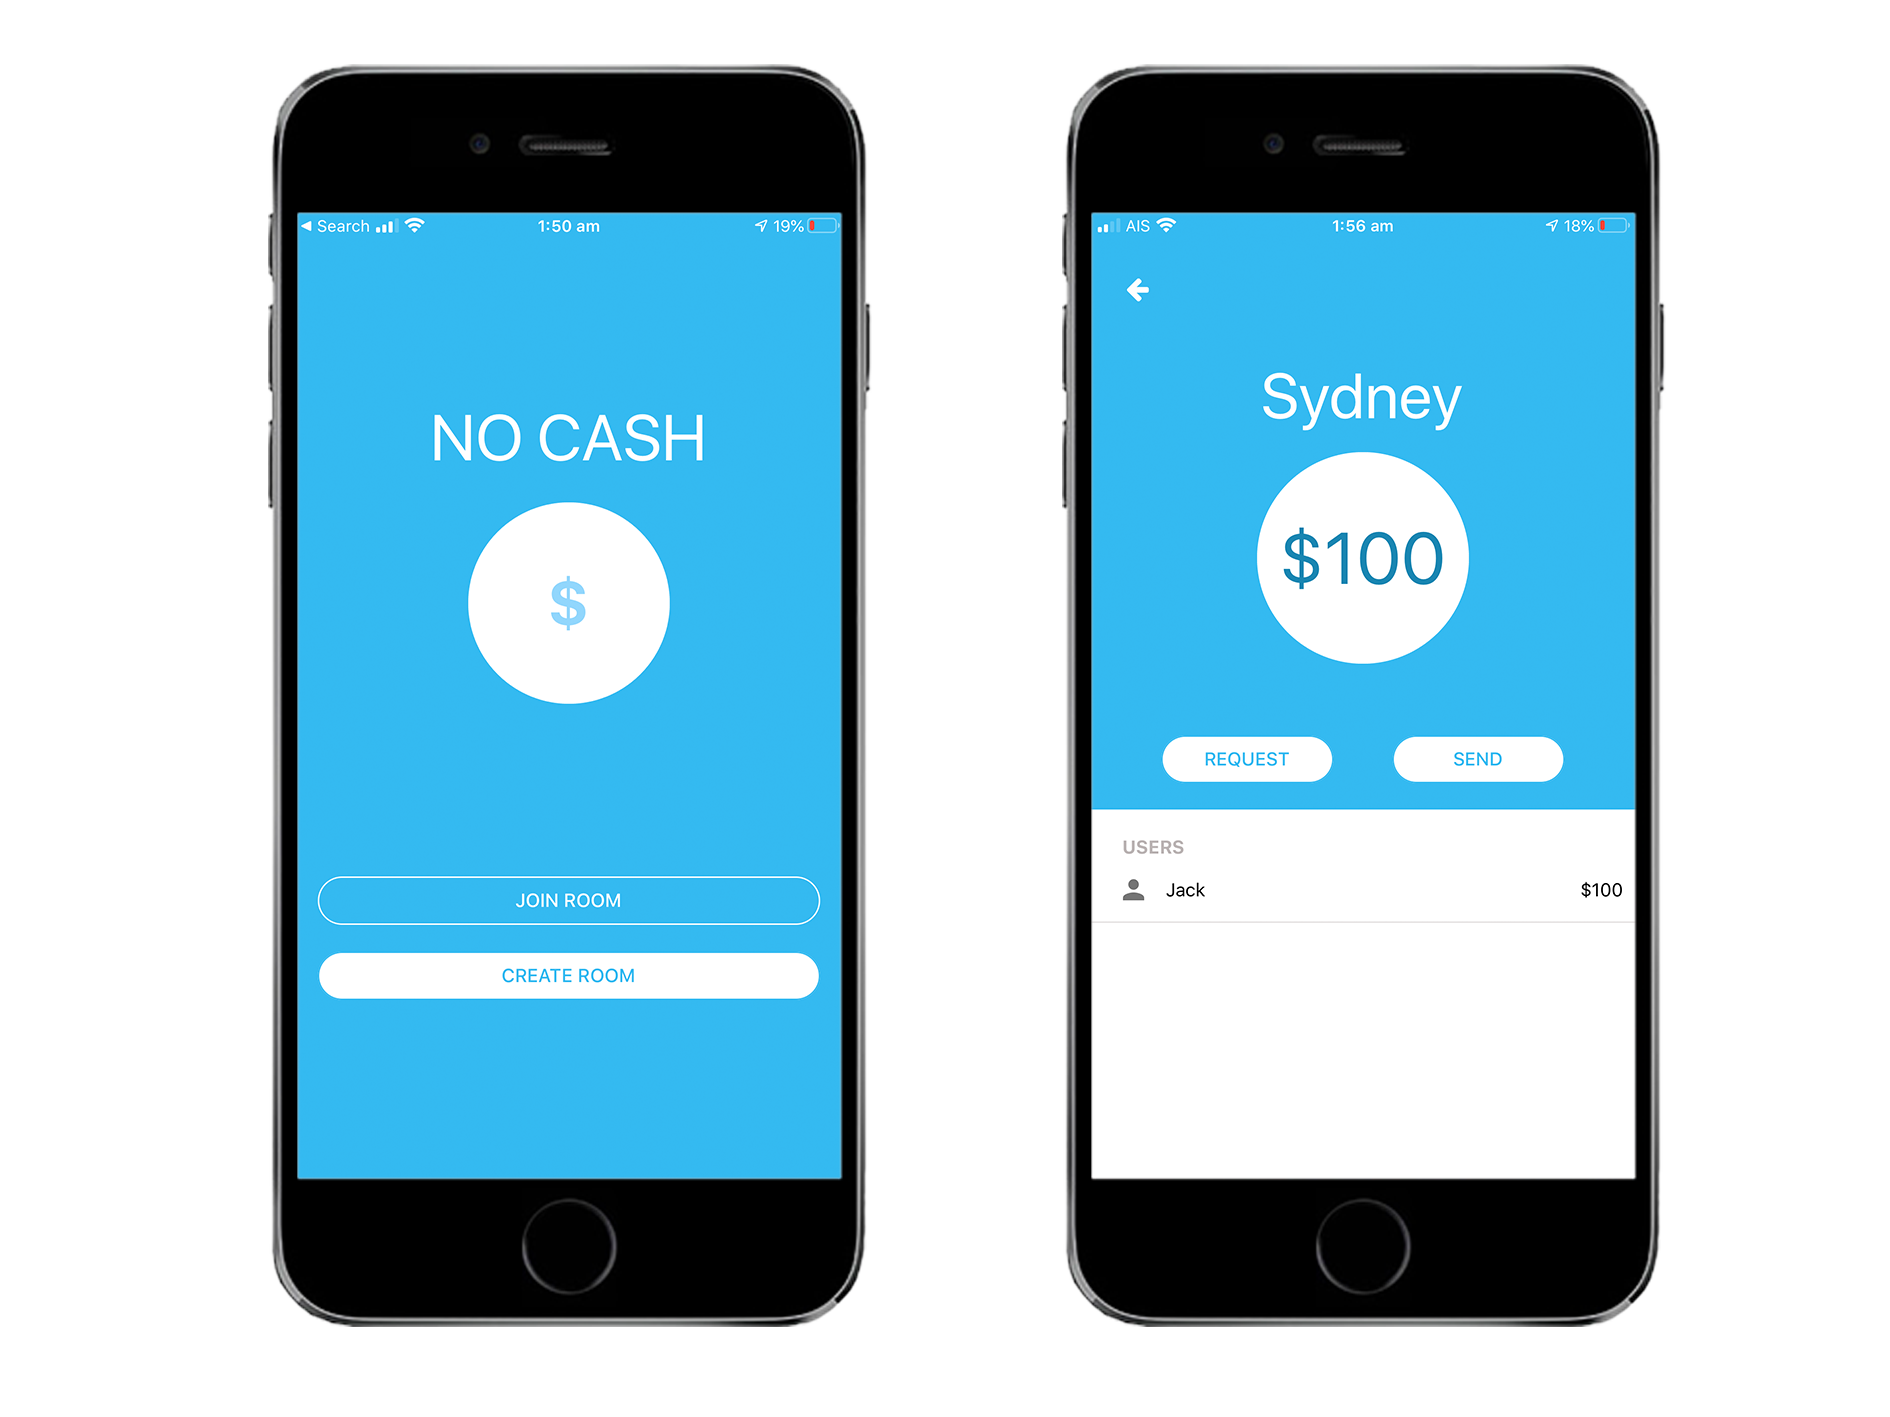 Search 1:50 am 19%
NO CASH
$
JOIN ROOM
CREATE ROOM
AIS 1:56 am 18%
Sydney
$100
REQUEST SEND
USERS
Jack $100